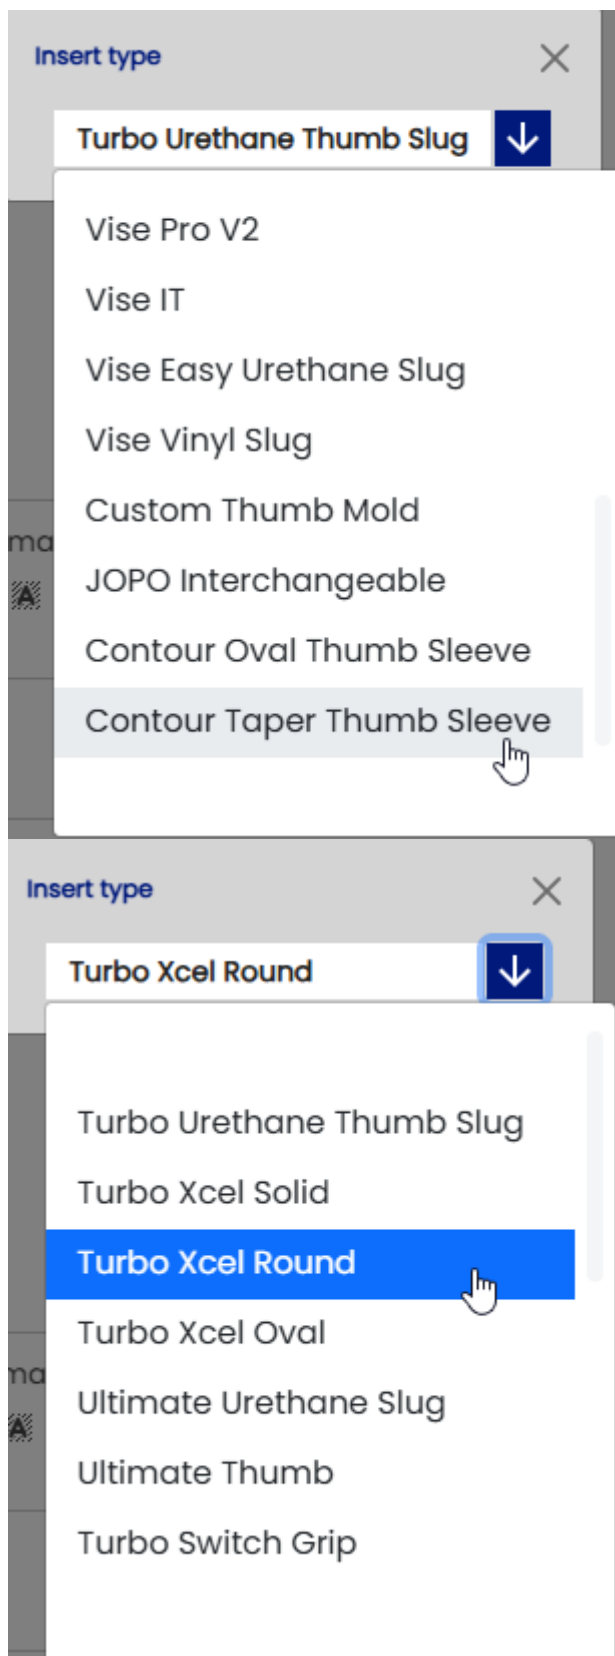 Insert type
Turbo Urethane Thumb Slug
Vise Pro V2
Vise IT
Vise Easy Urethane Slug
Vise Vinyl Slug
Custom Thumb Mold
ma
JOPO Interchangeable
A
Contour Oval Thumb Sleeve
Contour Taper Thumb Sleeve
Insert type
Turbo Xcel Round
Turbo Urethane Thumb Slug
Turbo Xcel Solid
Turbo Xcel Round
Turbo Xcel Oval
ma
Ultimate Urethane Slug
A
Ultimate Thumb
Turbo Switch Grip